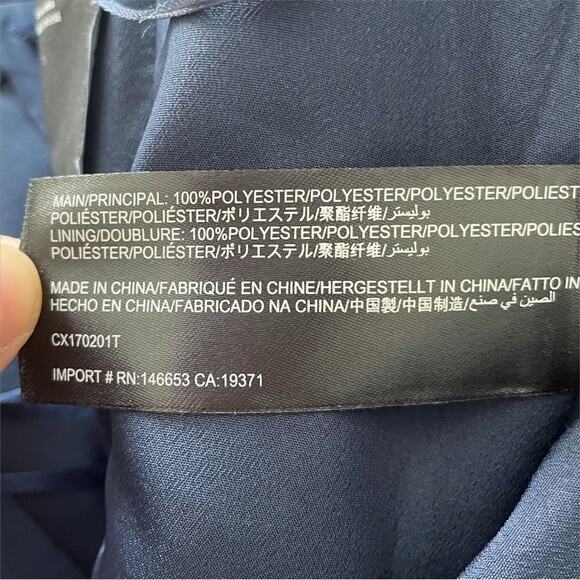 MAIN/PRINCIPAL: 100%POLYESTER/POLYESTER/POLYESTER/POLIEST
POLIÉSTER/POLIÉSTER/ポリエステル/聚酯纤维/بوليستر
LINING/DOUBLURE: 100%POLYESTER/POLYESTER/POLYESTER/POLIES
POLIÉSTER/POLIÉSTER/ポリエステル/聚酯纤维/بوليستر
MADE IN CHINA/FABRIQUÉ EN CHINE/HERGESTELLT IN CHINA/FATTO IN
HECHO EN CHINA/FABRICADO NA CHINA/中国製/中国制造/الصين في صنع
CX170201T
IMPORT # RN:146653 CA:19371